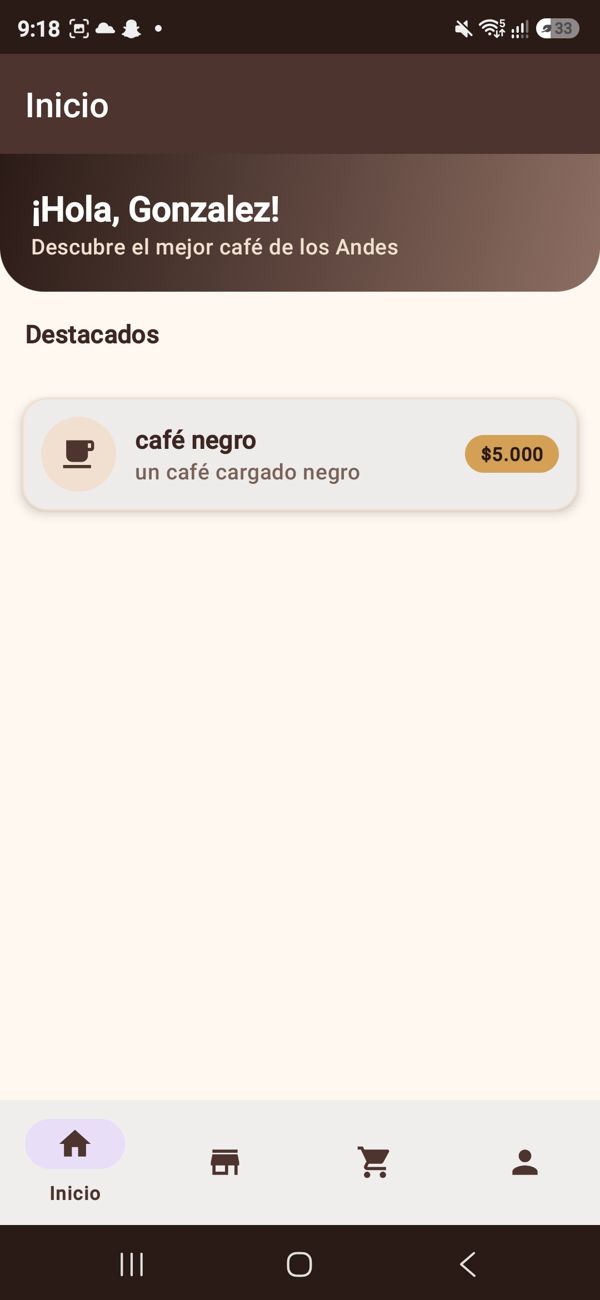 9:18
33
Inicio
¡Hola, Gonzalez!
Descubre el mejor café de los Andes
Destacados
café negro
un café cargado negro
$5.000
Inicio